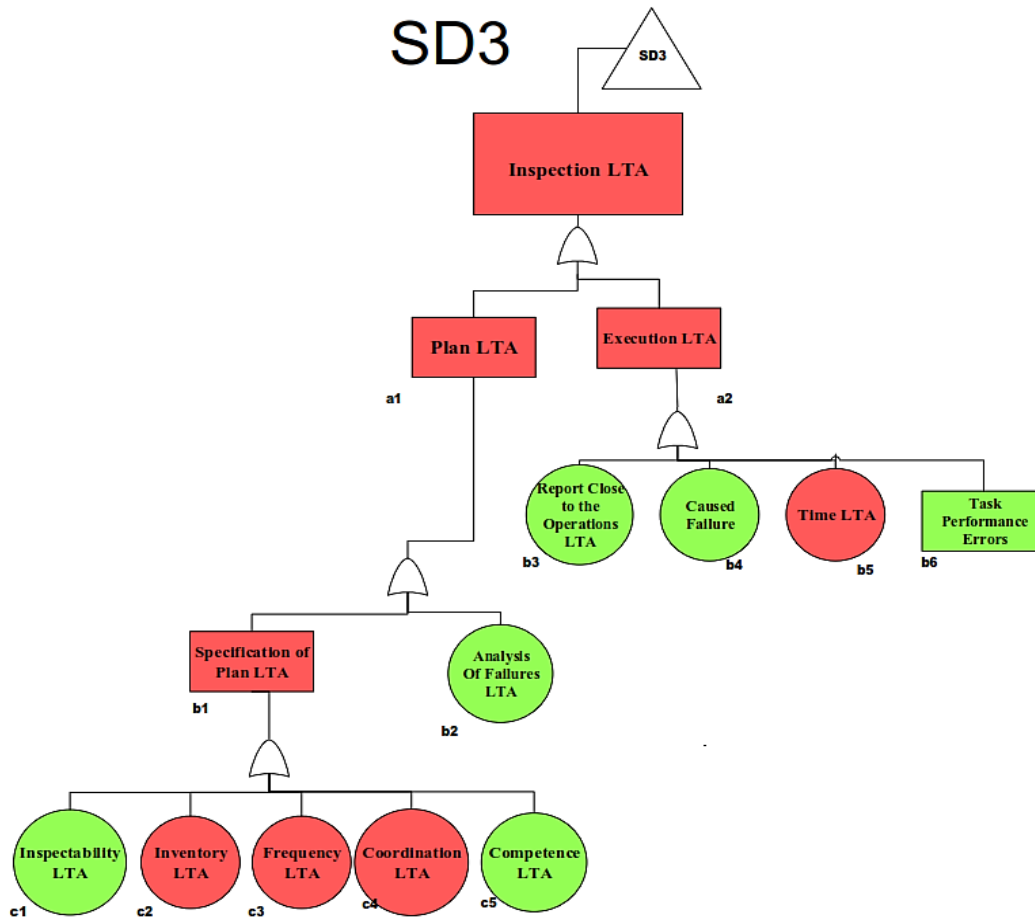 SD3
SD3
Inspection LTA
Plan LTA
Execution LTA
a1
a2
Report Close
to the
Operations
LTA
Caused
Failure
Time LTA
Task
Performance
Errors
b3
b4
b5
b6
Specification of
Plan LTA
Analysis
Of Failures
LTA
b1
b2
Inspectability
LTA
Inventory
LTA
Frequency
LTA
Coordination
LTA
Competence
LTA
c1
c2
c3
c4
c5